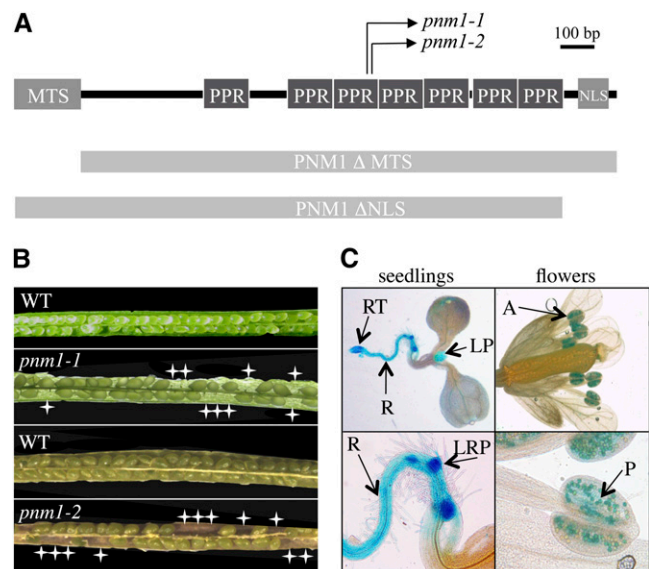 A
pnm1-1
pnm1-2
100 bp
MTS PPR PPR PPR PPR PPR PPR PPR NLS
PNM1 Δ MTS
PNM1 ΔNLS
B
WT
pnm1-1
WT
pnm1-2
C
seedlings flowers
RT
LP
R
A
R
LRP
P